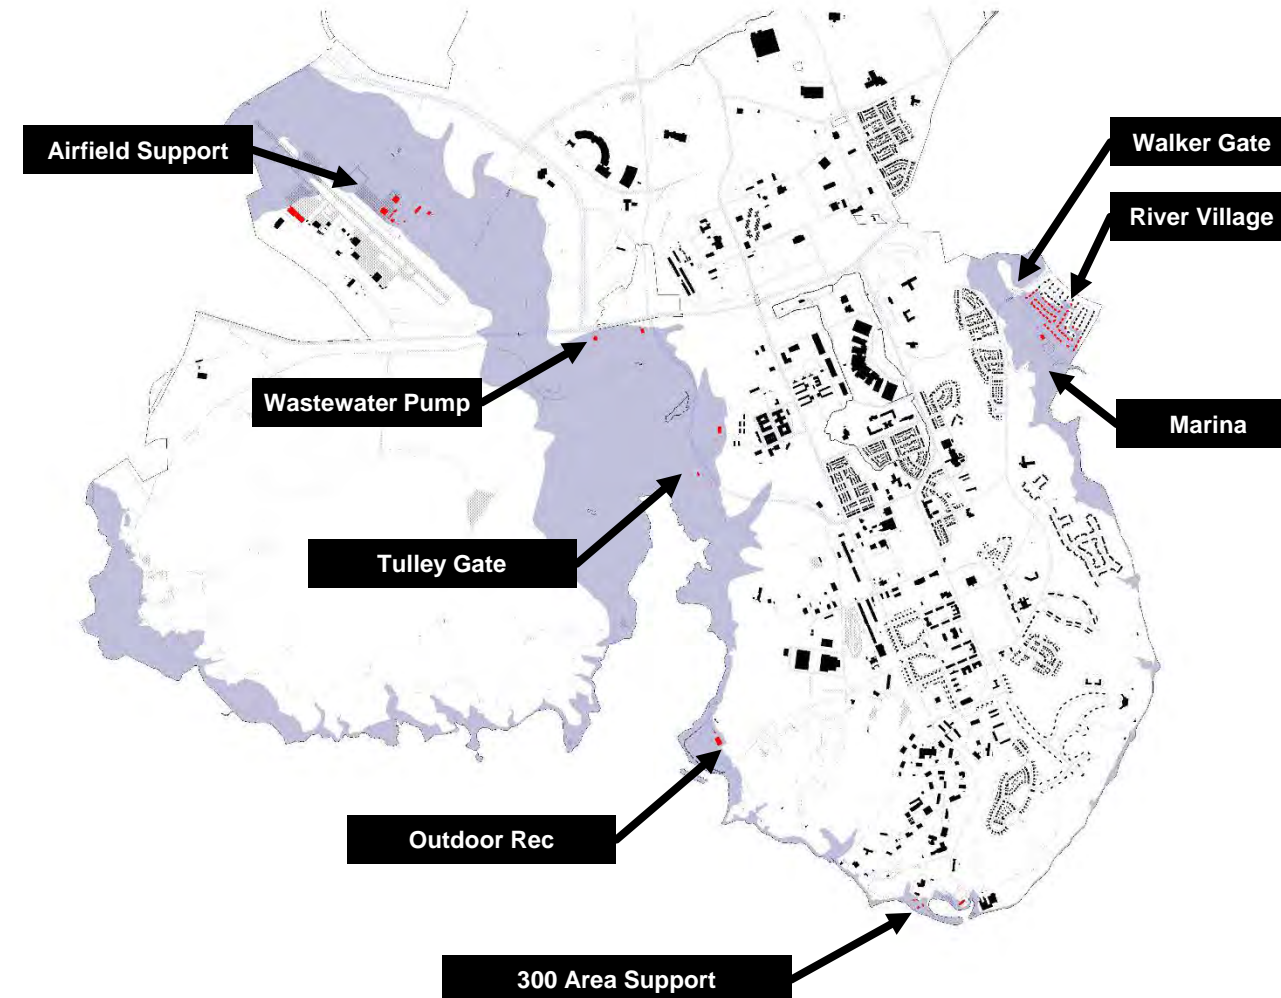 Airfield Support
Walker Gate
River Village
Wastewater Pump
Marina
Tulley Gate
Outdoor Rec
300 Area Support